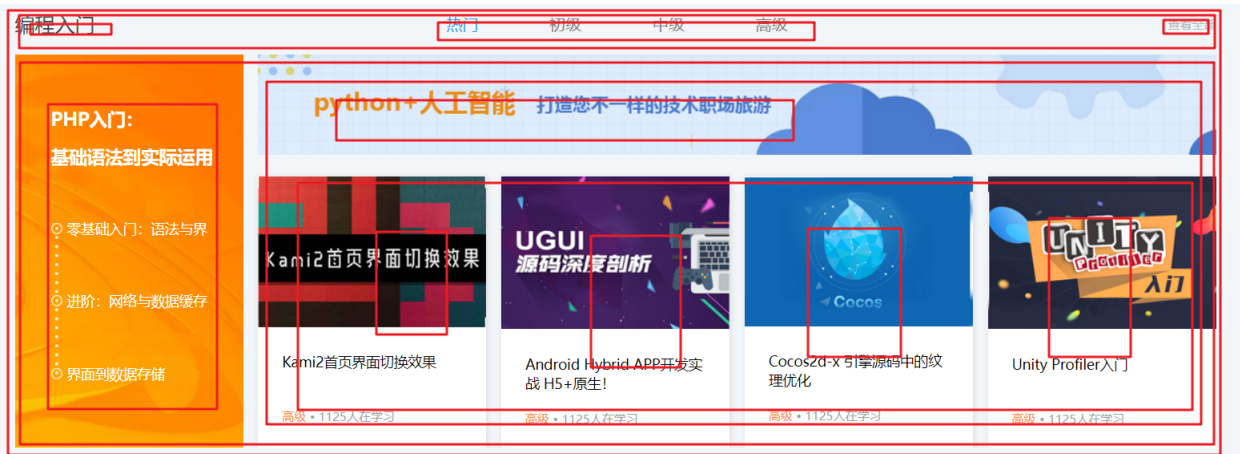 编程入门
热门 初级 中级 高级
查看全部
PHP入门:
基础语法到实际运用
零基础入门：语法与界
进阶：网络与数据缓存
界面到数据存储
python+人工智能 打造您不一样的技术职场旅游
Kami2首页界面切换效果
UGUI
源码深度剖析
Cocos
UNITY
PROFILER
入门
Kami2首页界面切换效果
高级 • 1125人在学习
Android Hybrid APP开发实
战 H5+原生！
高级 • 1125人在学习
Cocos2d-x 引擎源码中的纹
理优化
高级 • 1125人在学习
Unity Profiler入门
高级 • 1125人在学习